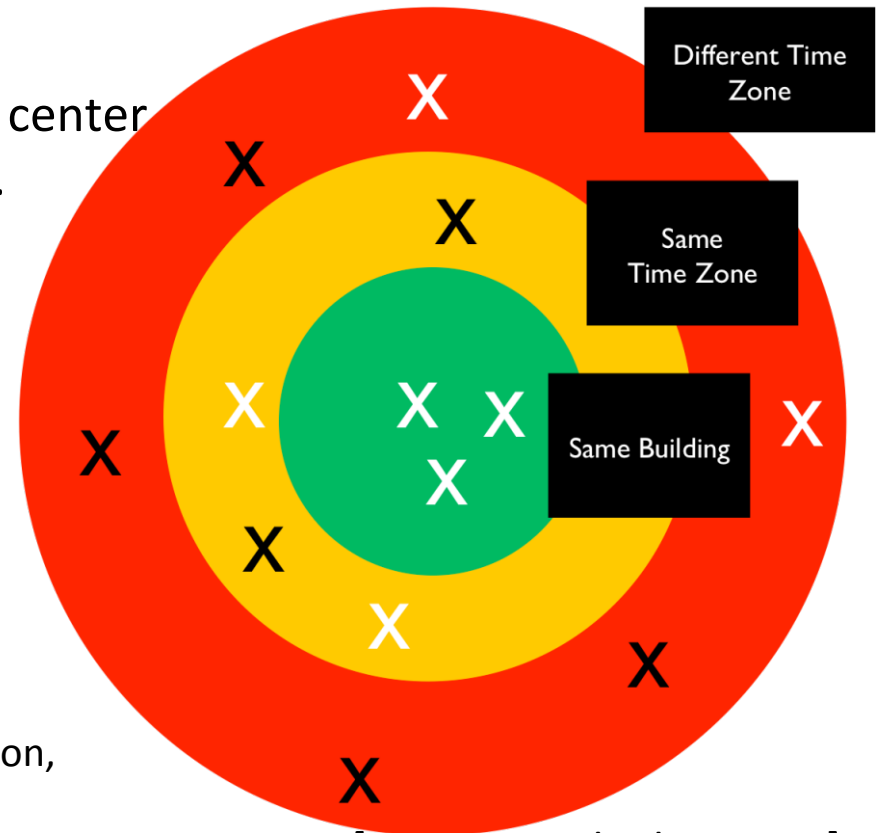 Different Time
Zone
center
.
X
X
Same
Time Zone
X
X
X
X
X
Same Building
X
X
X
X
X
X
on,
X